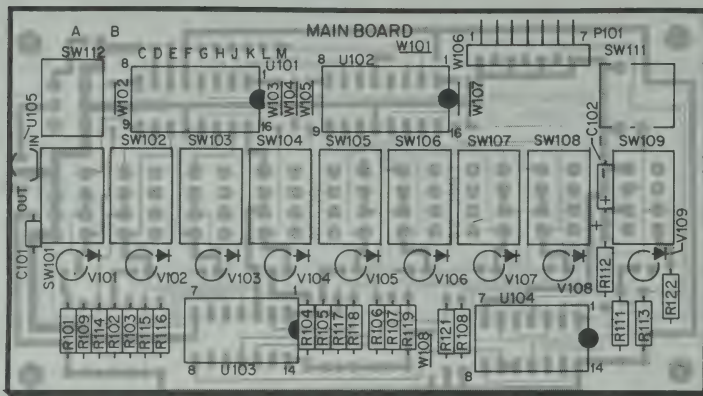 MAIN BOARD
A B
SW112
C D E F G H J K L M
8 1
U101
W102
W103
W104
W105
9 16
8 U102 1
W101
W107
9 16
W106
1 7 P101
SW111
U105
IN
OUT
C102
SW102 SW103 SW104 SW105 SW106 SW107 SW108 SW109
- +
+
C101
SW101
V101 V102 V103 V104 V105 V106 V107 V108 V109
R112
R122
R101 R109 R114 R102 R103 R115 R116
7 1
8 U103 14
R104 R105 R117 R118 R106 R107 R119
W108
R121 R108
7 U104 1
8 14
R111 R113